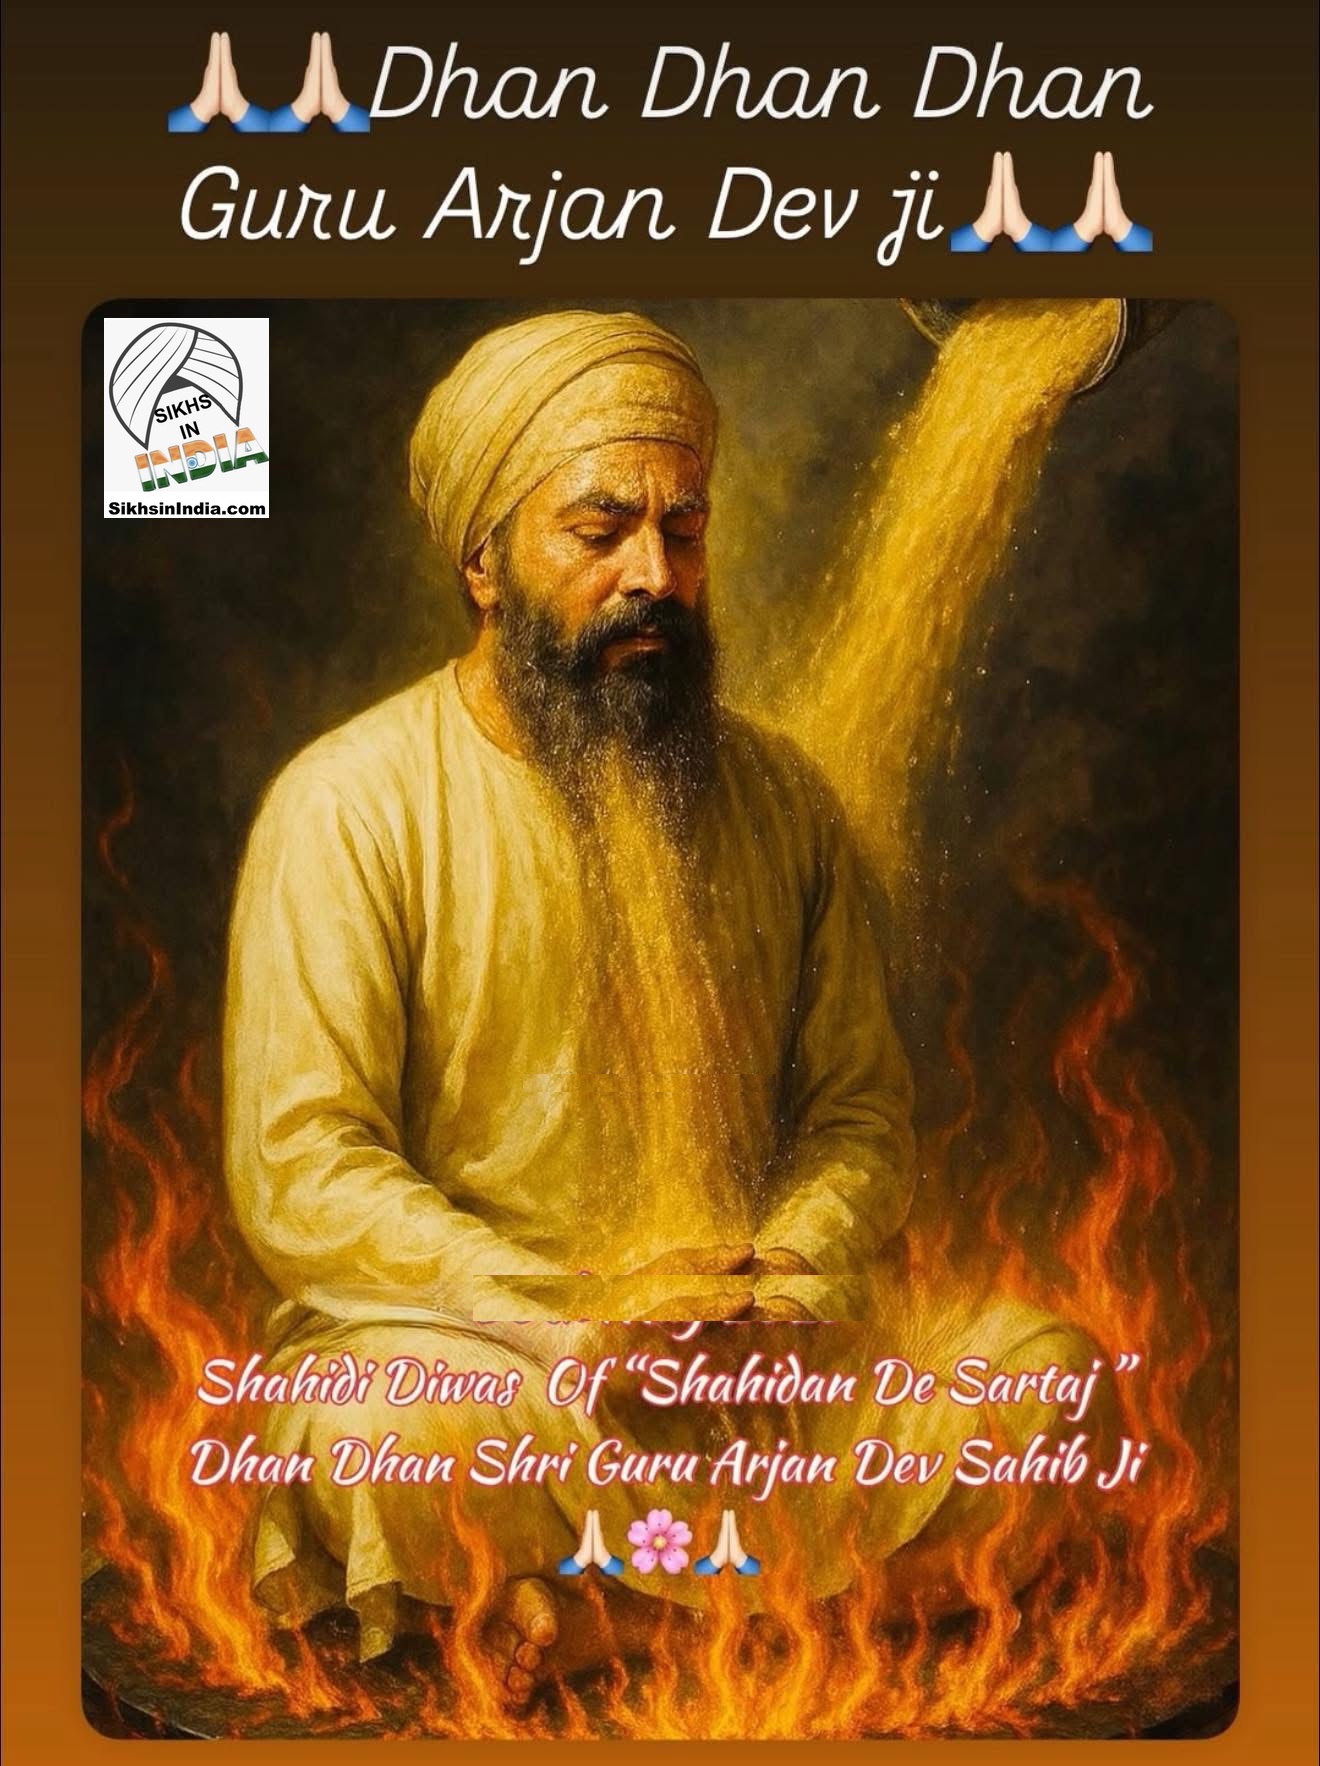 🙏🏻🙏🏻Dhan Dhan Dhan
Guru Arjan Dev ji🙏🏻🙏🏻
SIKHS
IN
INDIA
SikhsinIndia.com
Shahidi Diwas Of “Shahidan De Sartaj ”
Dhan Dhan Shri Guru Arjan Dev Sahib Ji
🙏🏻🌸🙏🏻